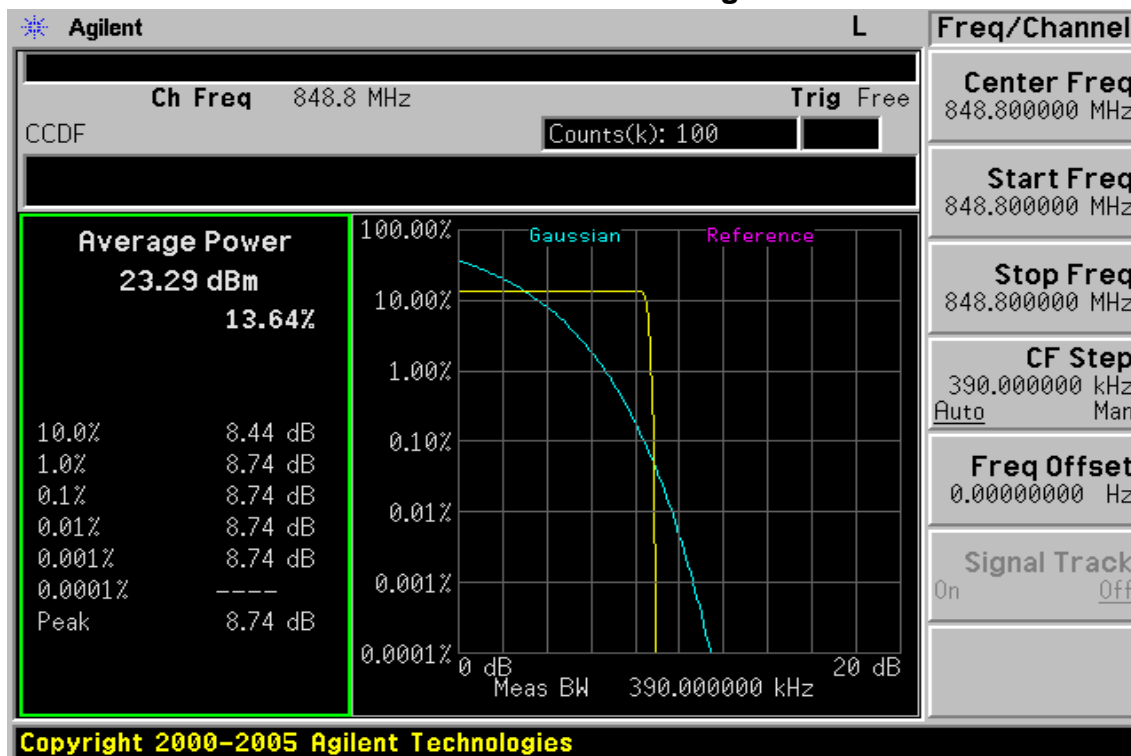 Agilent L Freq/Channel
Ch Freq 848.8 MHz Trig Free
CCDF Counts(k): 100
Center Freq
848.800000 MHz
Start Freq
848.800000 MHz
Stop Freq
848.800000 MHz
CF Step
390.000000 kHz
Auto Man
Freq Offset
0.00000000 Hz
Signal Track
On Off
Average Power
23.29 dBm
13.64%
10.0% 8.44 dB
1.0% 8.74 dB
0.1% 8.74 dB
0.01% 8.74 dB
0.001% 8.74 dB
0.0001% ----
Peak 8.74 dB
Gaussian Reference
100.00%
10.00%
1.00%
0.10%
0.01%
0.001%
0.0001%
0 dB 20 dB
Meas BW 390.000000 kHz
Copyright 2000-2005 Agilent Technologies